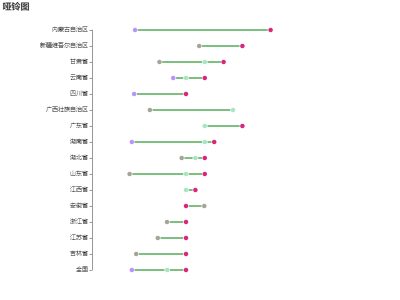 哑铃图
内蒙古自治区
新疆维吾尔自治区
甘肃省
云南省
四川省
广西壮族自治区
广东省
湖南省
湖北省
山东省
江西省
安徽省
浙江省
江苏省
吉林省
全国